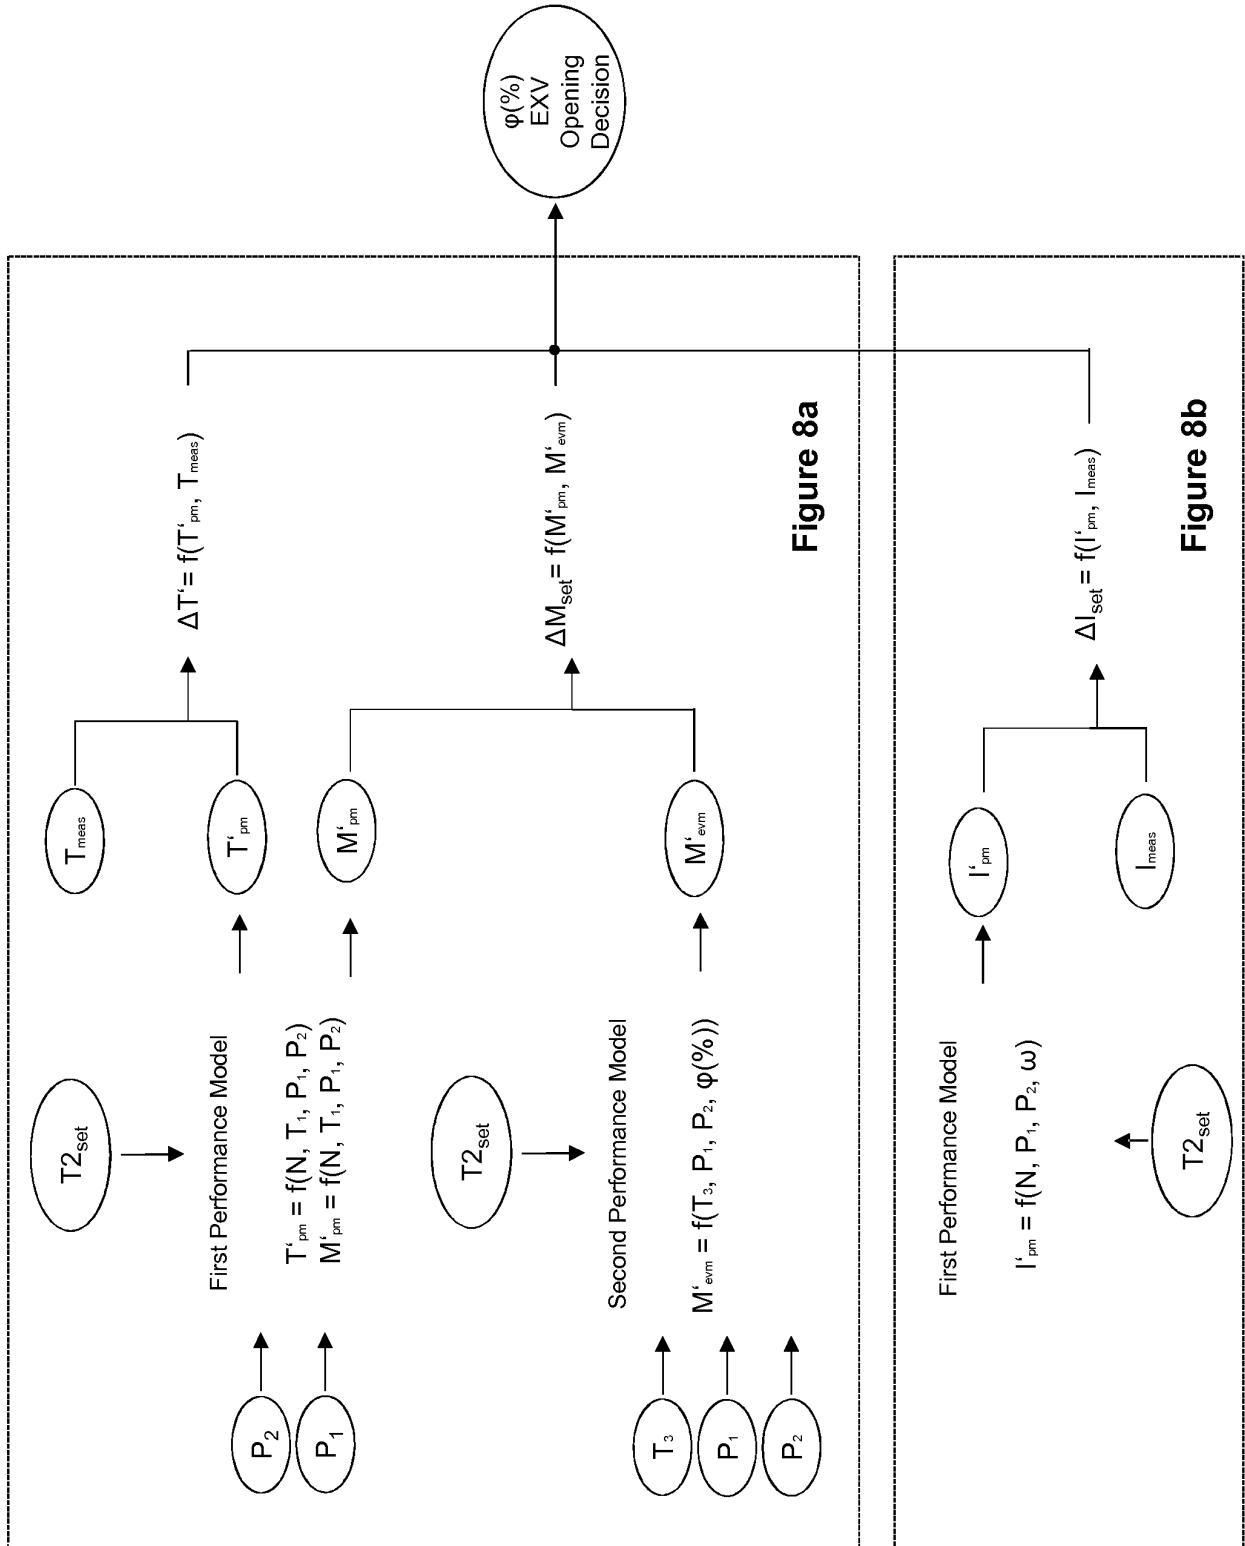 T2set
P2
P1
First Performance Model
T‘pm = f(N, T1, P1, P2)
M‘pm = f(N, T1, P1, P2)
Tmeas
T‘pm
M‘pm
ΔT‘= f(T‘pm, Tmeas)
T2set
T3
P1
P2
Second Performance Model
M‘evm = f(T3, P1, P2, φ(%))
M‘evm
ΔMset= f(M‘pm, M‘evm)
φ(%)
EXV
Opening
Decision
Figure 8a
First Performance Model
I‘pm = f(N, P1, P2, ω)
T2set
I‘pm
Imeas
ΔIset= f(I‘pm, Imeas)
Figure 8b